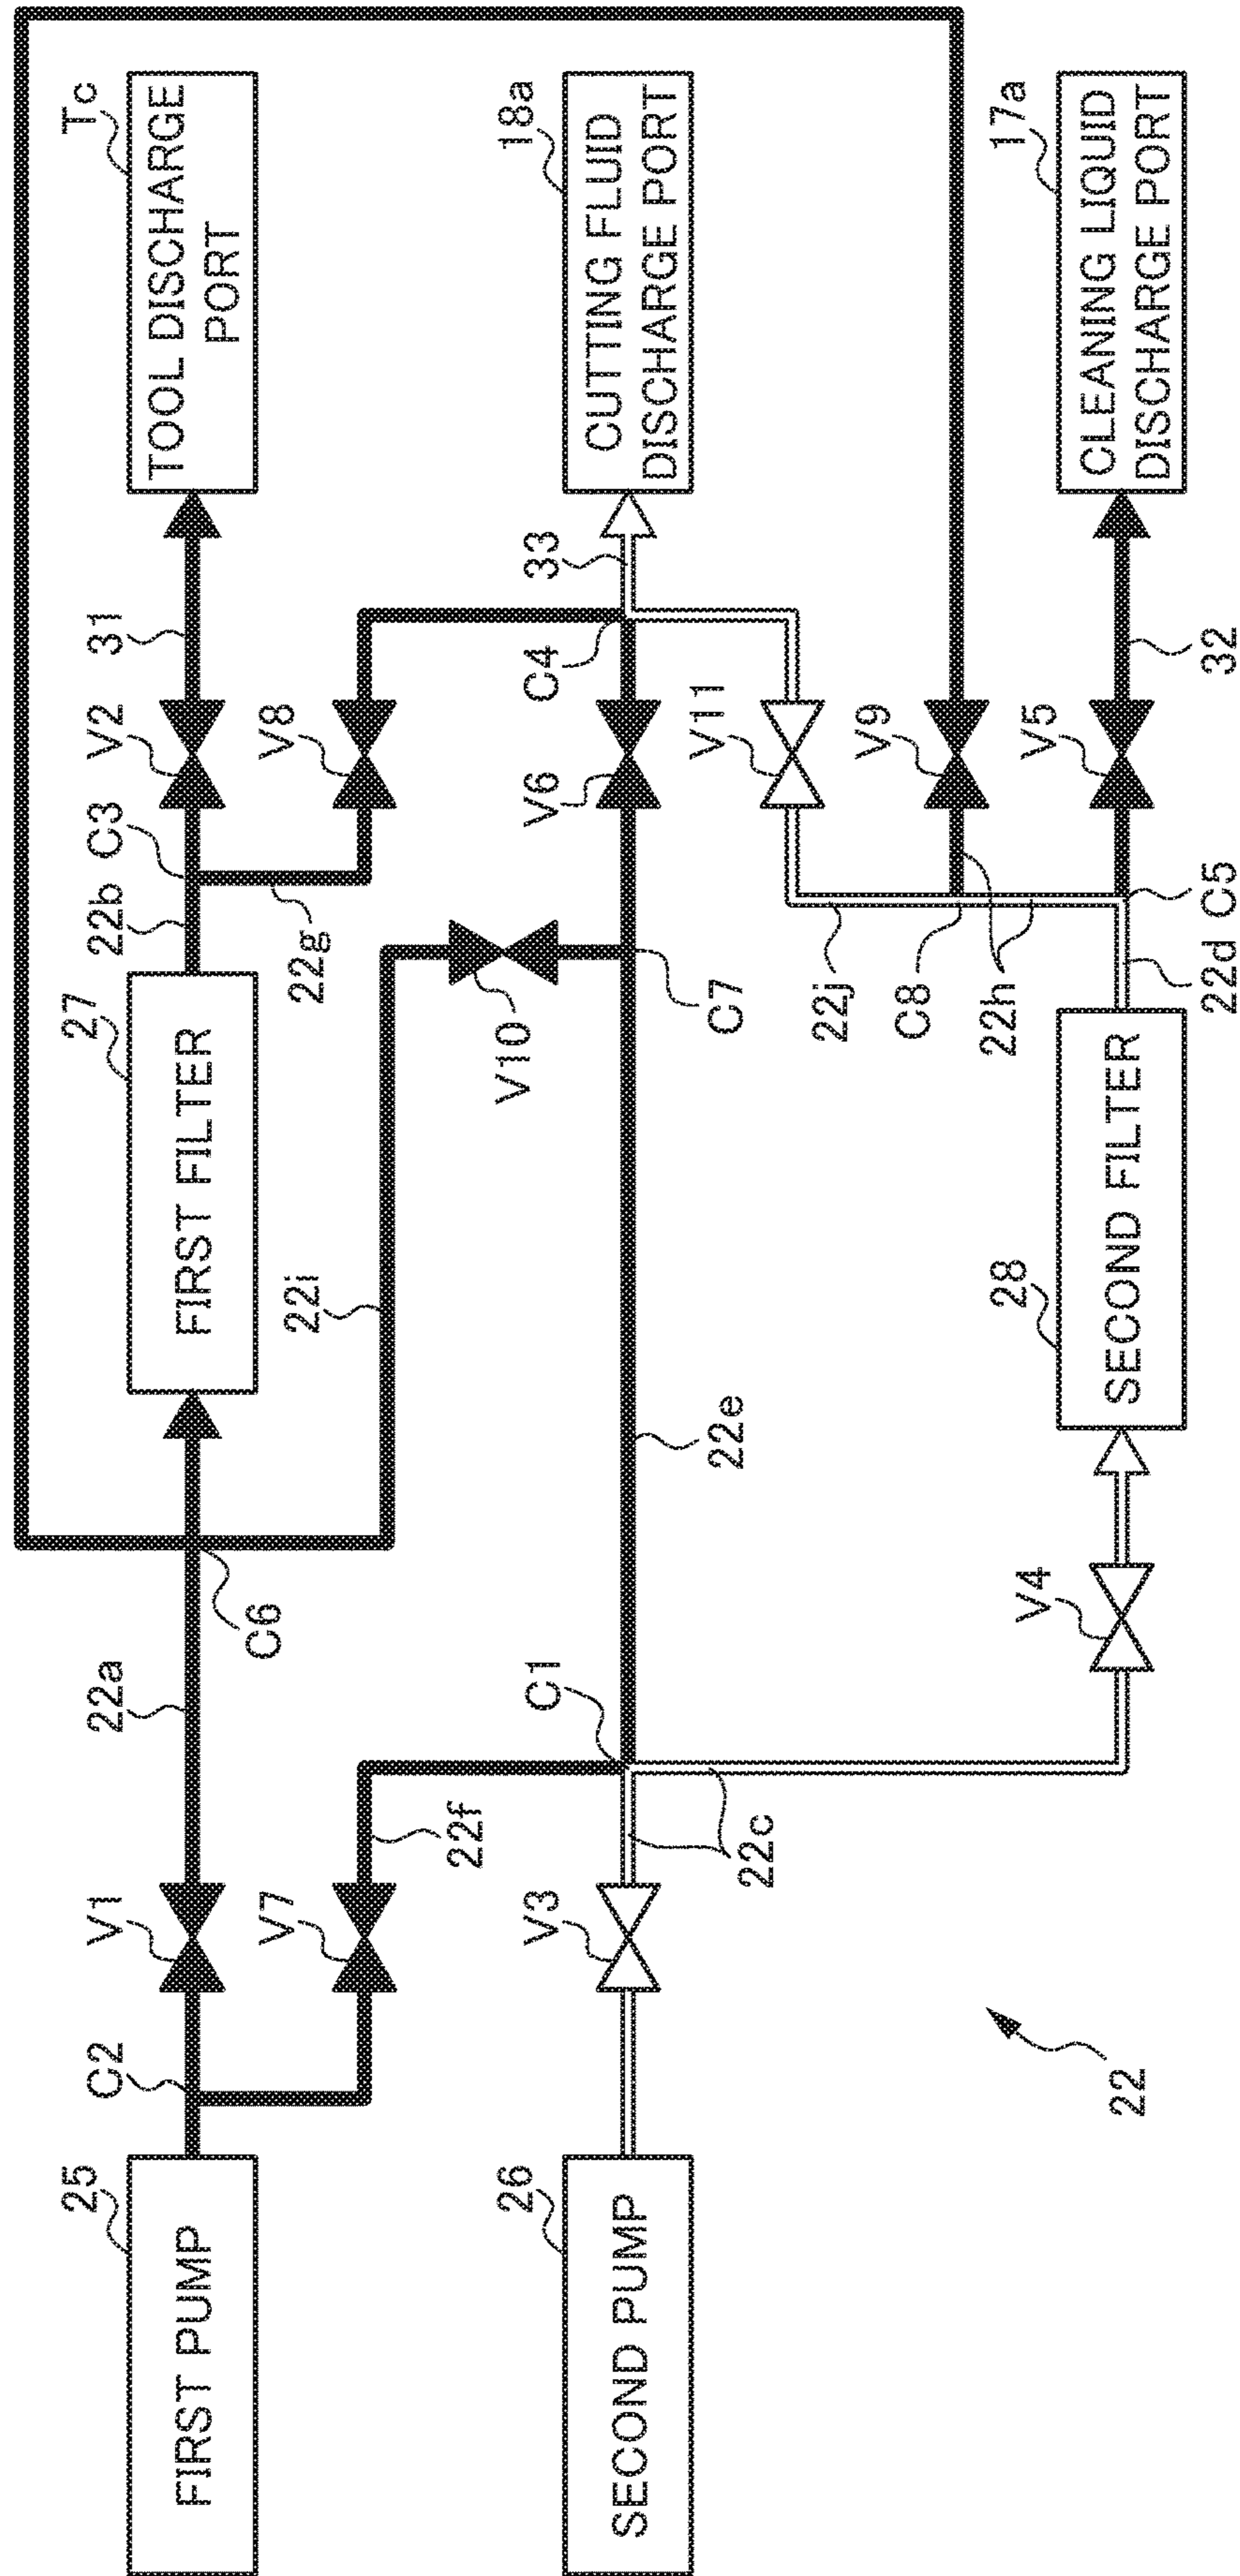 25
FIRST PUMP
C2
V1
22a
C6
27
FIRST FILTER
22b
C3
V2
31
Tc
TOOL DISCHARGE
PORT
V7
22f
22i
22g
V8
V10
26
SECOND PUMP
V3
22c
C1
22e
C7
V6
C4
33
18a
CUTTING FLUID
DISCHARGE PORT
V11
22j
C8
22h
V9
V4
28
SECOND FILTER
22d
C5
V5
32
17a
CLEANING LIQUID
DISCHARGE PORT
22